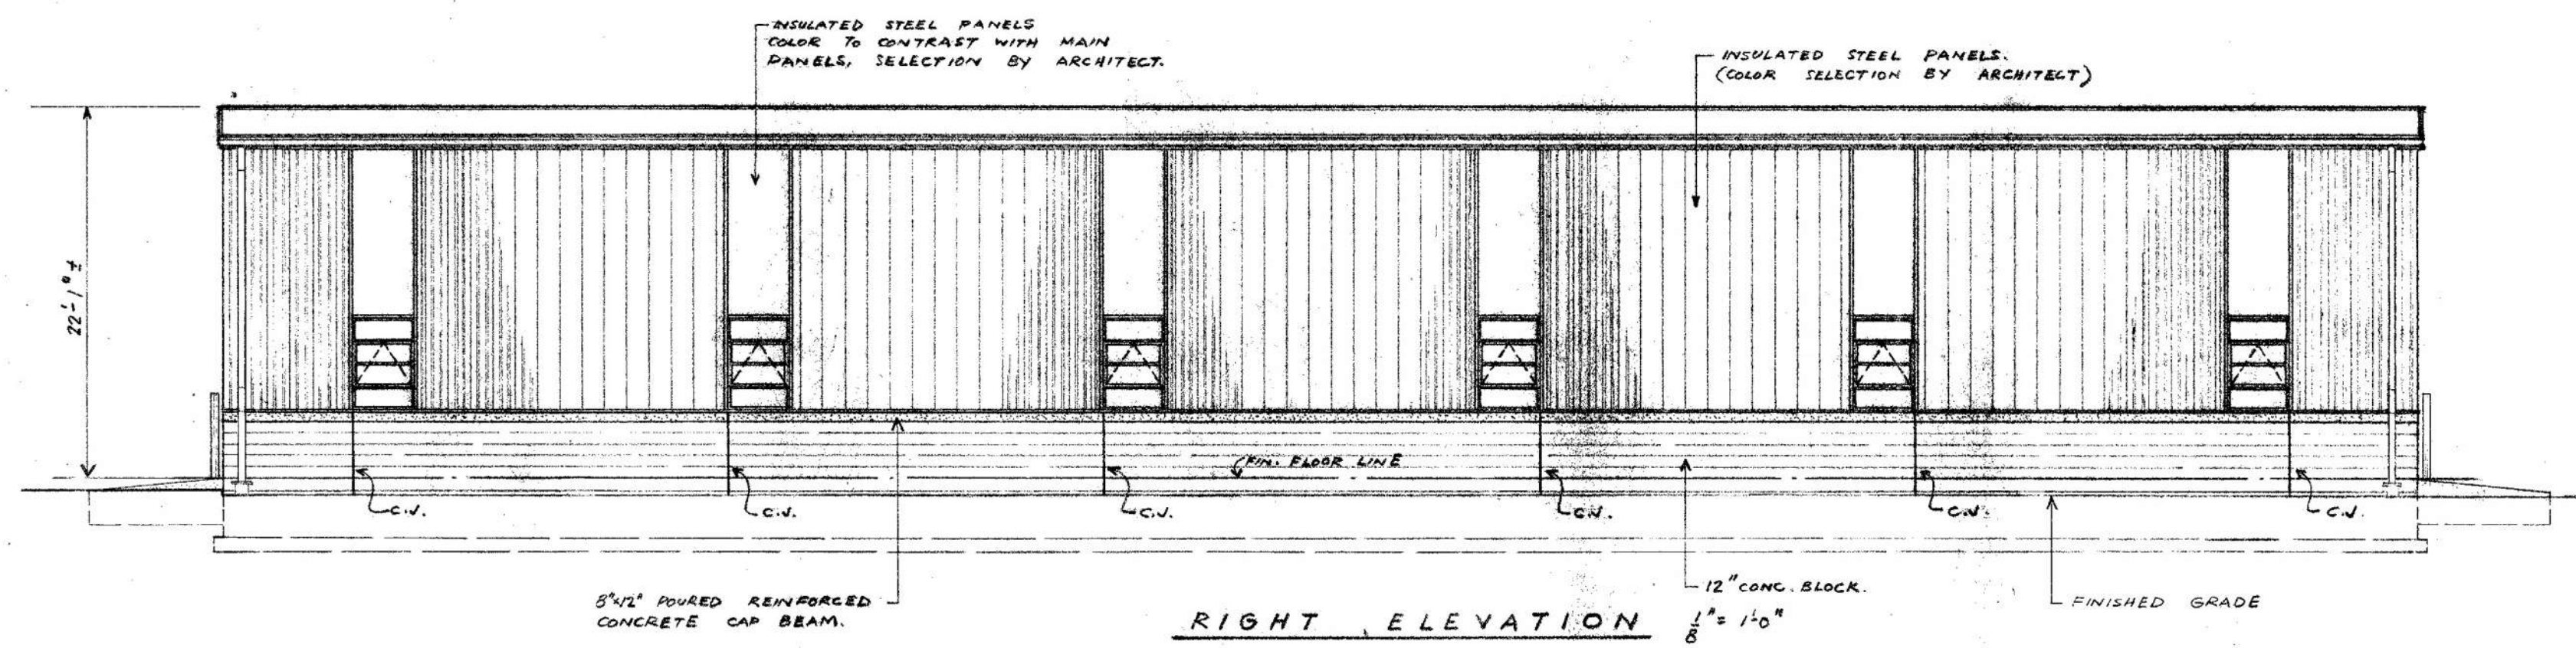 INSULATED STEEL PANELS
COLOR TO CONTRAST WITH MAIN
PANELS, SELECTION BY ARCHITECT.
INSULATED STEEL PANELS.
(COLOR SELECTION BY ARCHITECT)
22'-1"±
FIN. FLOOR LINE
C.J.
C.J.
C.J.
C.J.
C.J.
C.J.
8"x12" POURED REINFORCED
CONCRETE CAP BEAM.
12" CONC. BLOCK.
FINISHED GRADE
RIGHT ELEVATION 1/8" = 1'-0"